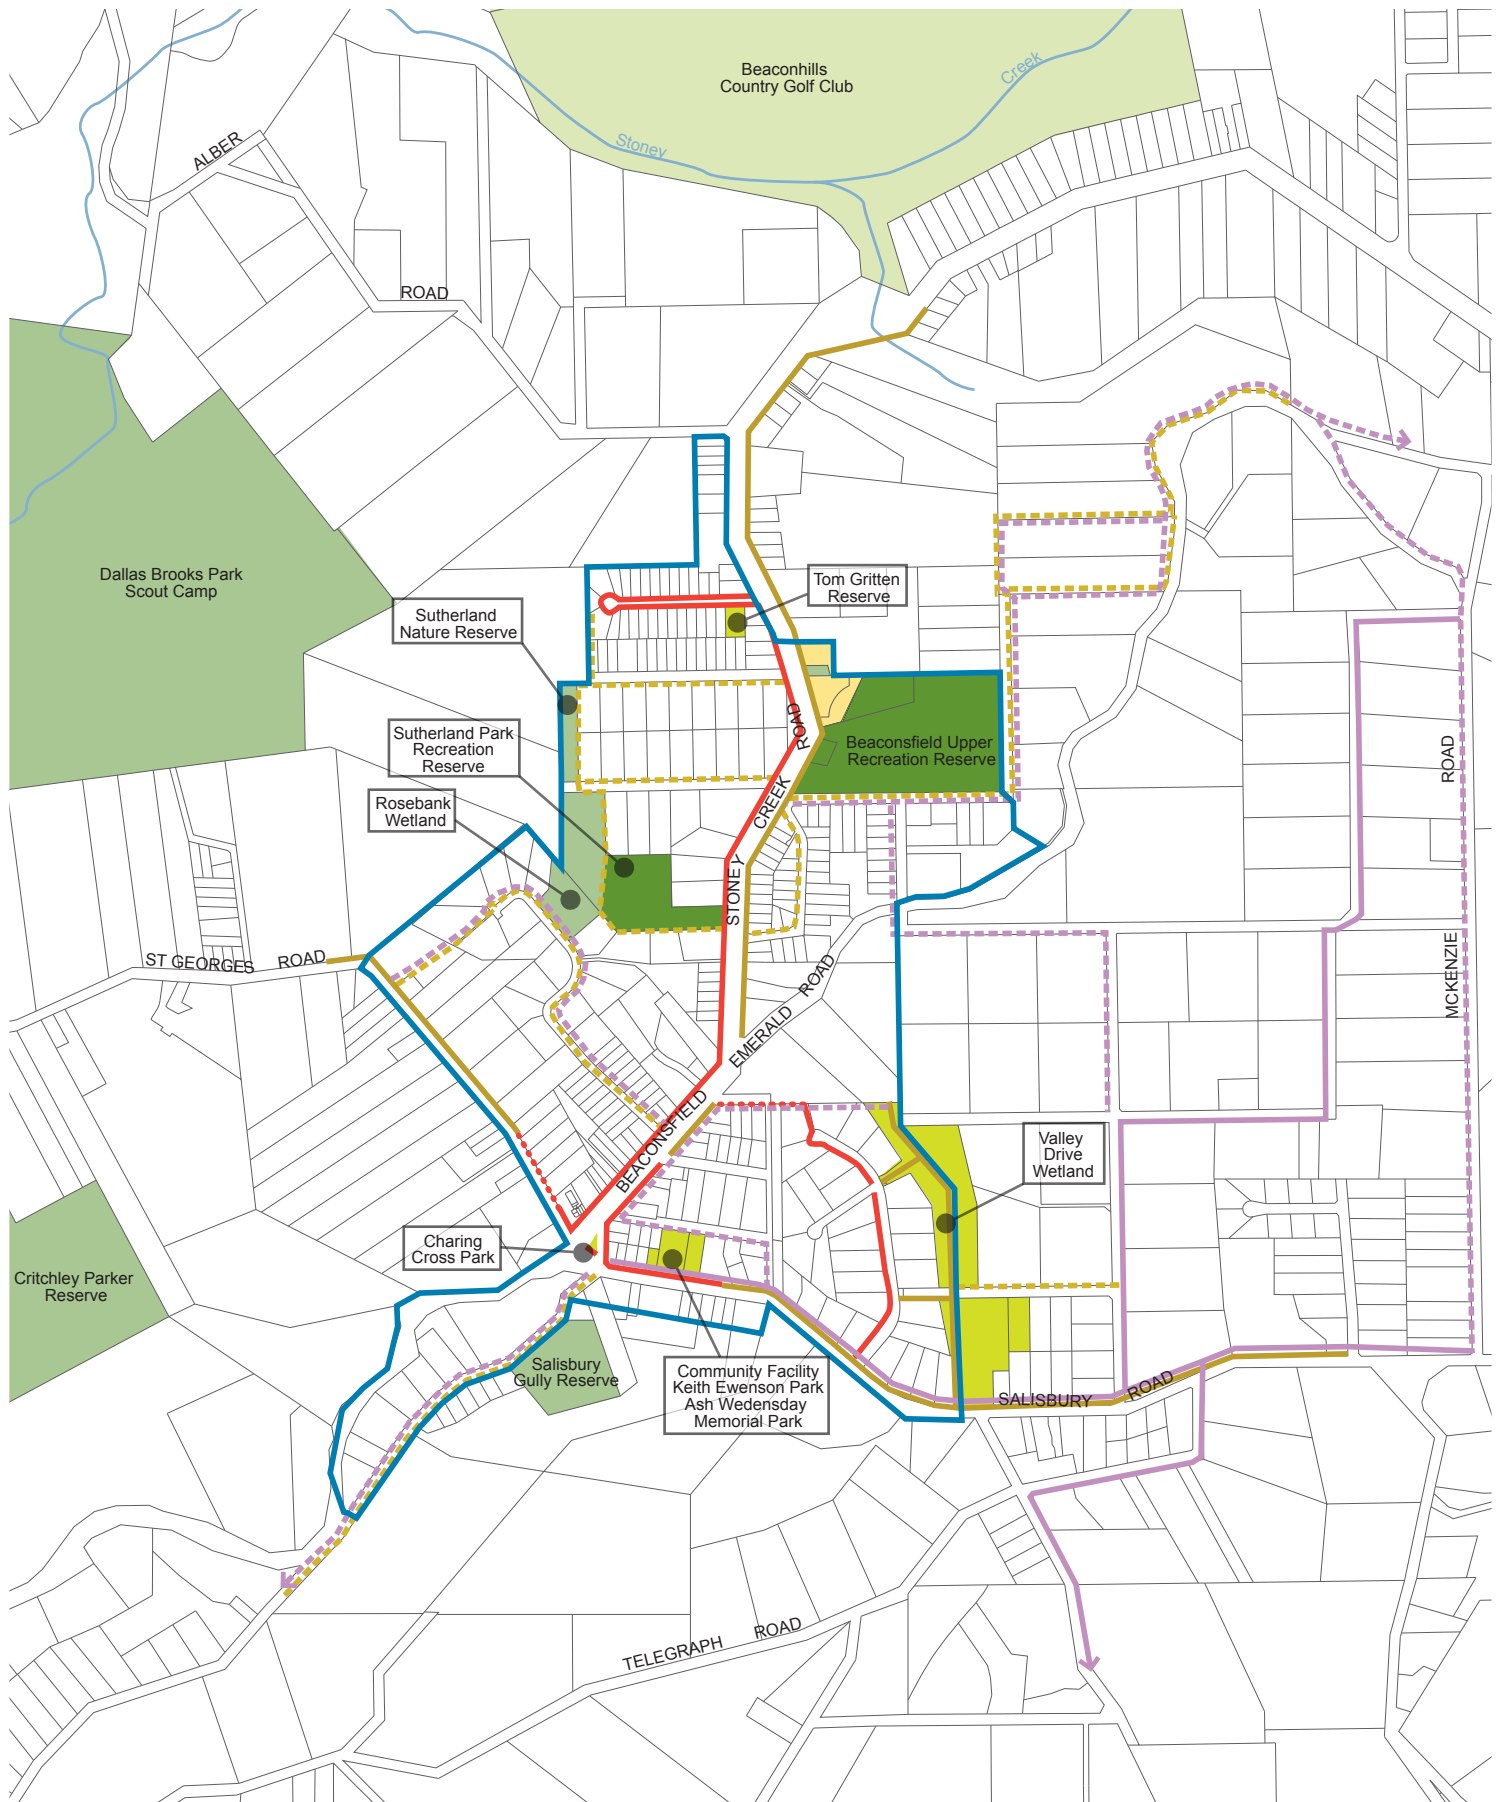 Beaconhills
Country Golf Club
Creek
Stoney
ALBER
ROAD
Dallas Brooks Park
Scout Camp
Tom Gritten
Reserve
Sutherland
Nature Reserve
Sutherland Park
Recreation
Reserve
ROAD
Beaconsfield Upper
Recreation Reserve
ROAD
Rosebank
Wetland
CREEK
STONEY
ST GEORGES ROAD
ROAD
EMERALD
MCKENZIE
BEACONSFIELD
Valley
Drive
Wetland
Charing
Cross Park
Critchley Parker
Reserve
Salisbury
Gully Reserve
Community Facility
Keith Ewenson Park
Ash Wedensday
Memorial Park
SALISBURY ROAD
TELEGRAPH ROAD